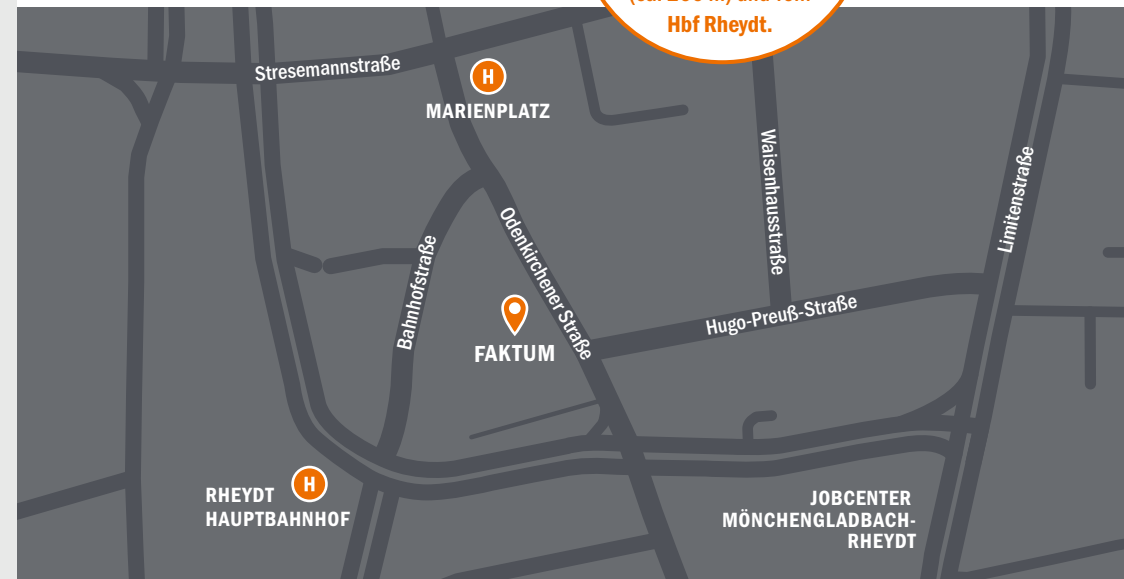 Hbf Rheydt.
Stresemannstraße
H
MARIENPLATZ
Waisenhausstraße
Limitenstraße
Odenkirchener Straße
Bahnhofstraße
Hugo-Preuß-Straße
FAKTUM
H
RHEYDT
HAUPTBAHNHOF
JOBCENTER
MÖNCHENGLADBACH-
RHEYDT